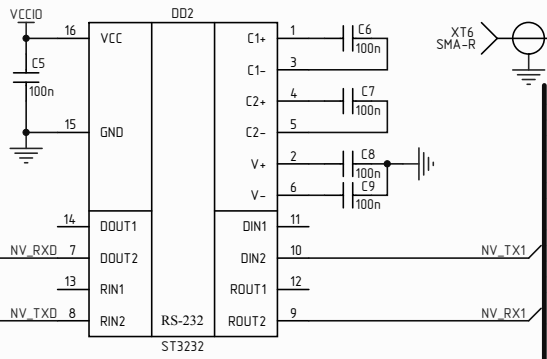 VCCIO
DD2
16 VCC
C5
100n
15 GND
C1+ 1
C6
100n
C1- 3
C2+ 4
C7
100n
C2- 5
V+ 2
C8
100n
V- 6
C9
100n
XT6
SMA-R
14 DOUT1
DIN1 11
NV_RXD 7 DOUT2
DIN2 10 NV_TX1
13 RIN1
ROUT1 12
NV_TXD 8 RIN2
RS-232
ROUT2 9 NV_RX1
ST3232